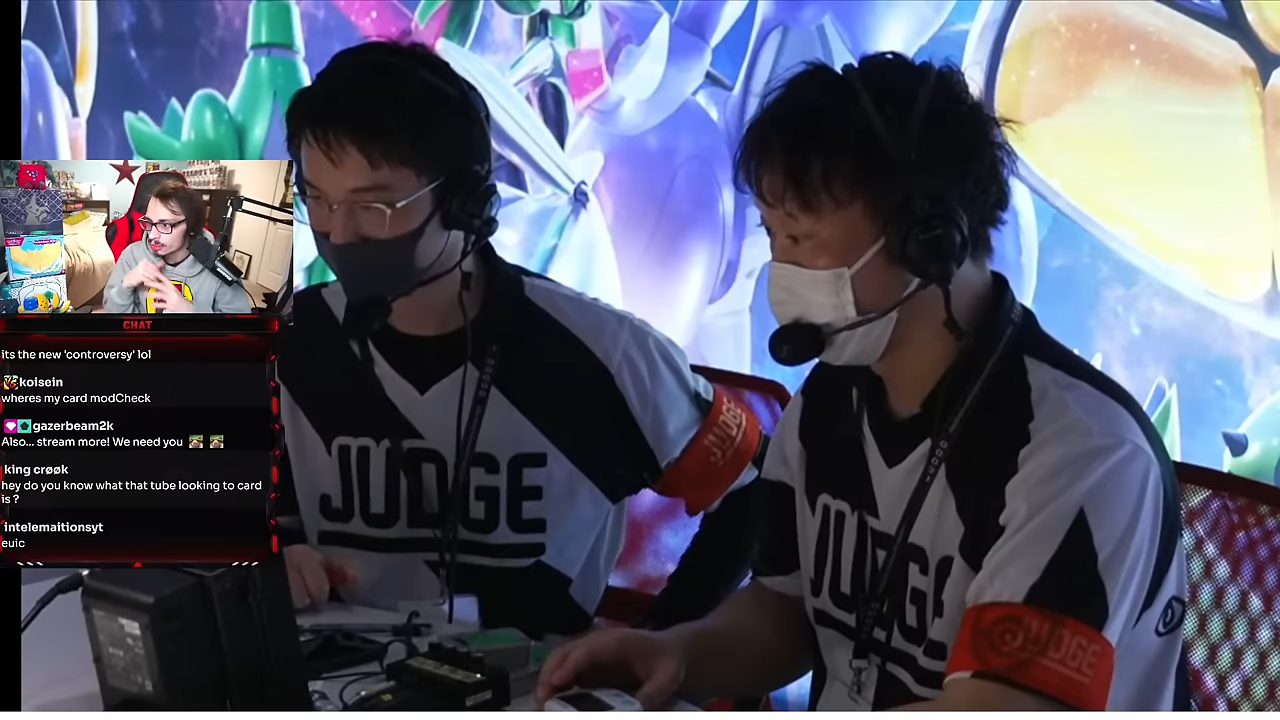 CHAT
its the new 'controversy' lol
koisein
wheres my card modCheck
gazerbeam2k
Also... stream more! We need you
king crøøk
hey do you know what that tube looking to card
is ?
intelemaitionsyt
euic
JUDGE
JUDGE
JUDGE
JUDGE